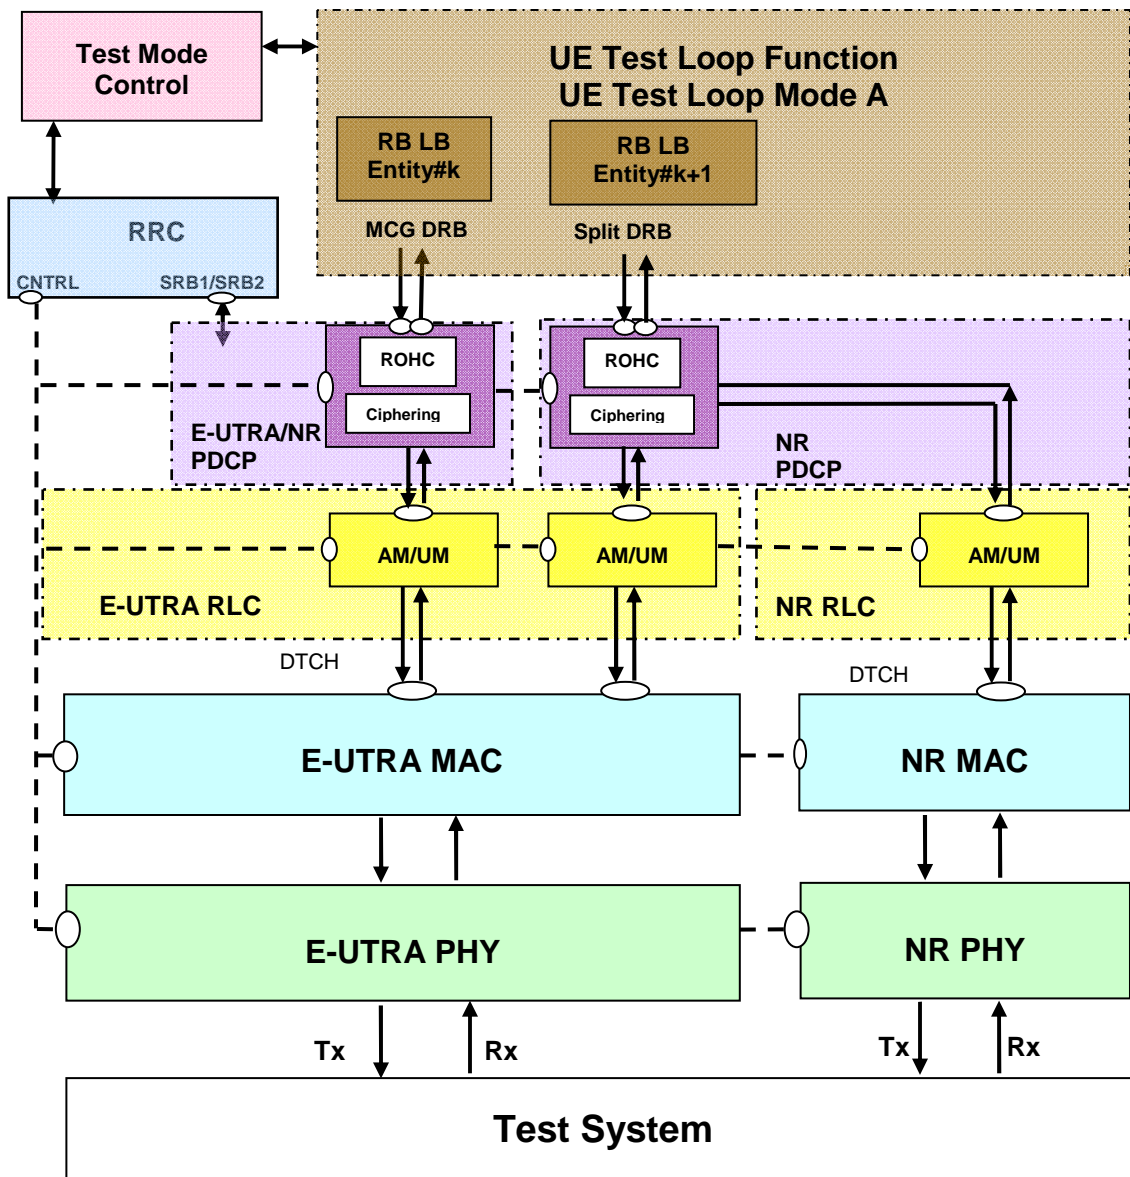 Test Mode
Control
UE Test Loop Function
UE Test Loop Mode A
RB LB
Entity#k
RB LB
Entity#k+1
MCG DRB
Split DRB
RRC
CNTRL
SRB1/SRB2
ROHC
Ciphering
E-UTRA/NR
PDCP
ROHC
Ciphering
NR
PDCP
AM/UM
AM/UM
AM/UM
E-UTRA RLC
NR RLC
DTCH
DTCH
E-UTRA MAC
NR MAC
E-UTRA PHY
NR PHY
Tx
Rx
Tx
Rx
Test System